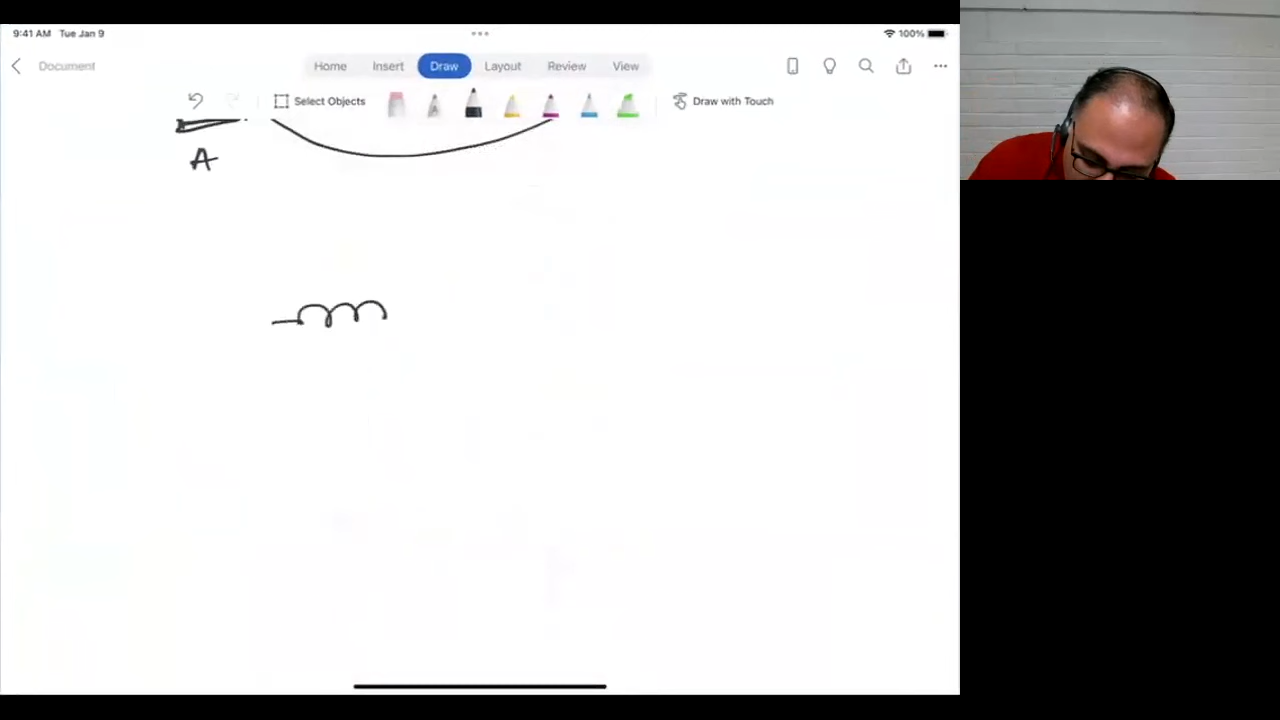 9:41 AM Tue Jan 9 100%
Document Home Insert Draw Layout Review View
Select Objects Draw with Touch
A